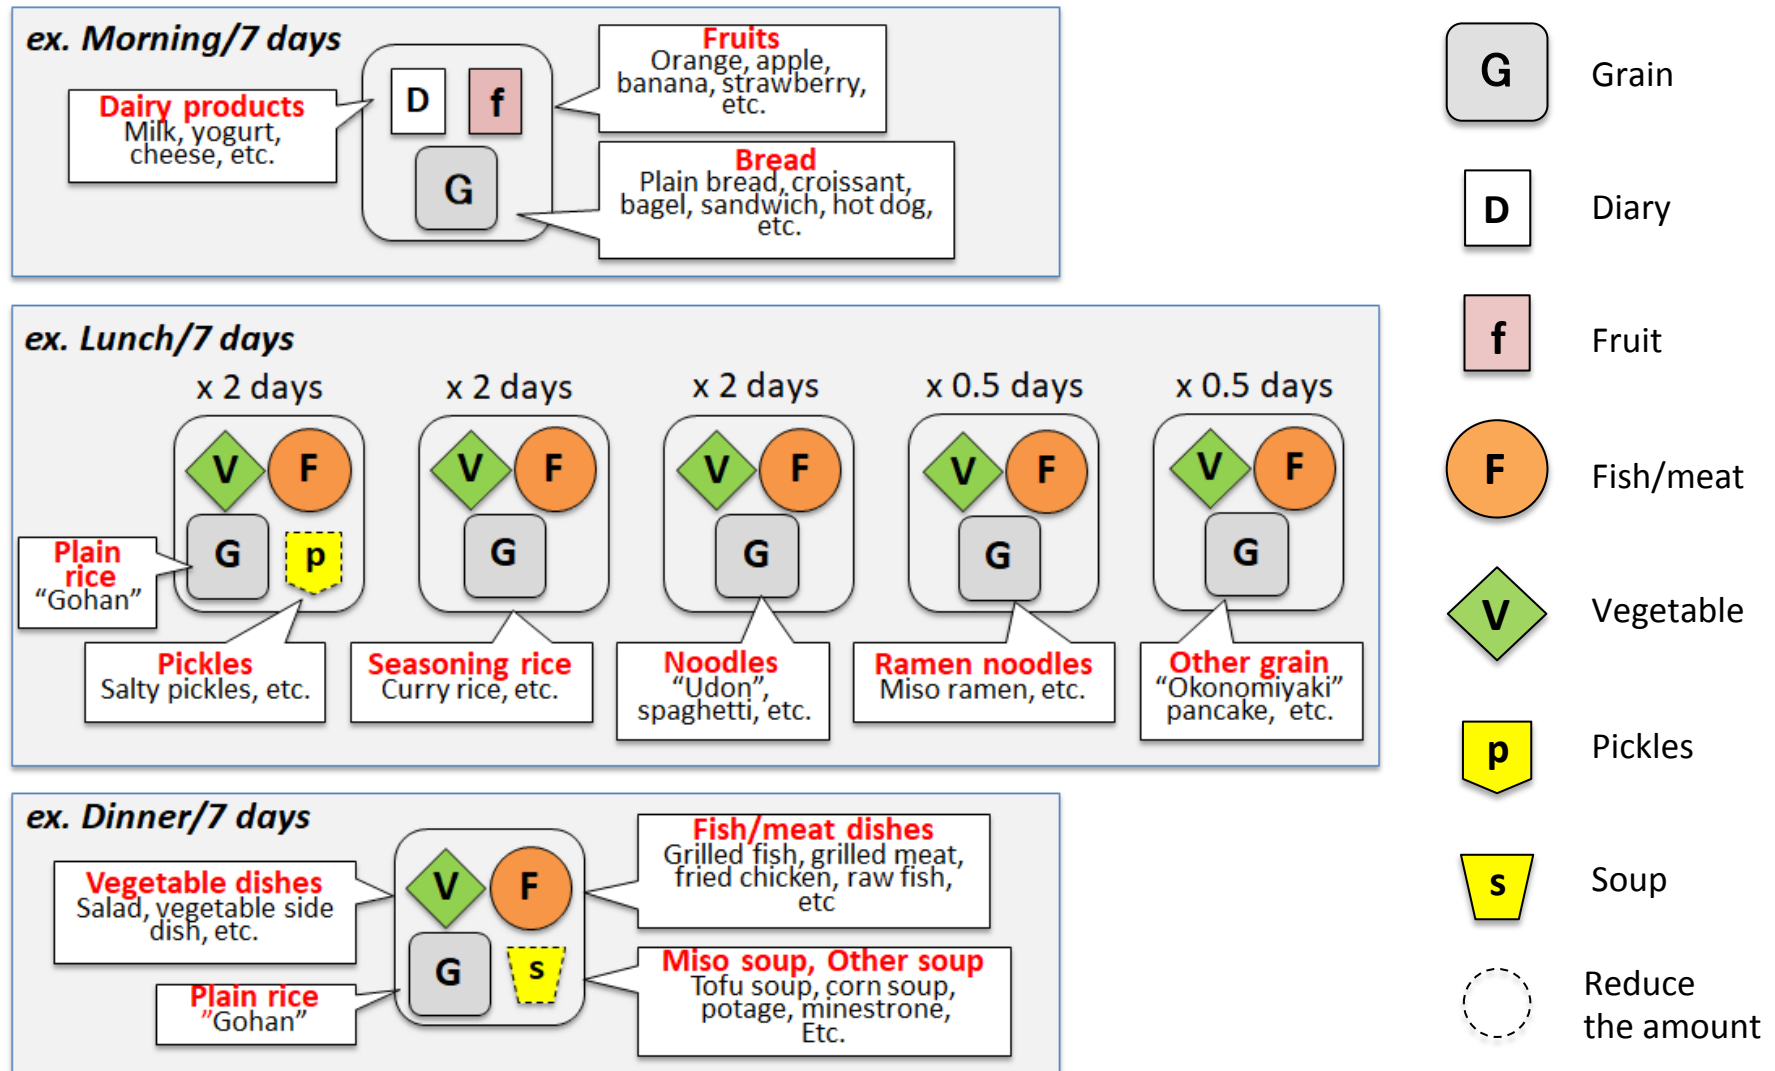 ex. Morning/7 days
Dairy products
Milk, yogurt,
cheese, etc.
D
f
G
Fruits
Orange, apple,
banana, strawberry,
etc.
Bread
Plain bread, croissant,
bagel, sandwich, hot dog,
etc.
ex. Lunch/7 days
x 2 days
x 2 days
x 2 days
x 0.5 days
x 0.5 days
V F
V F
V F
V F
V F
G p
G
G
G
G
Plain
rice
“Gohan”
Pickles
Salty pickles, etc.
Seasoning rice
Curry rice, etc.
Noodles
“Udon”,
spaghetti, etc.
Ramen noodles
Miso ramen, etc.
Other grain
“Okonomiyaki”
pancake, etc.
ex. Dinner/7 days
Vegetable dishes
Salad, vegetable side
dish, etc.
Plain rice
”Gohan”
V F
G s
Fish/meat dishes
Grilled fish, grilled meat,
fried chicken, raw fish,
etc
Miso soup, Other soup
Tofu soup, corn soup,
potage, minestrone,
Etc.
G Grain
D Diary
f Fruit
F Fish/meat
V Vegetable
p Pickles
s Soup
Reduce
the amount